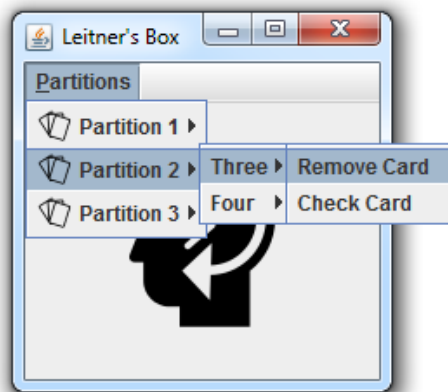 Leitner's Box
Partitions
Partition 1
Partition 2 Three Remove Card
Four Check Card
Partition 3